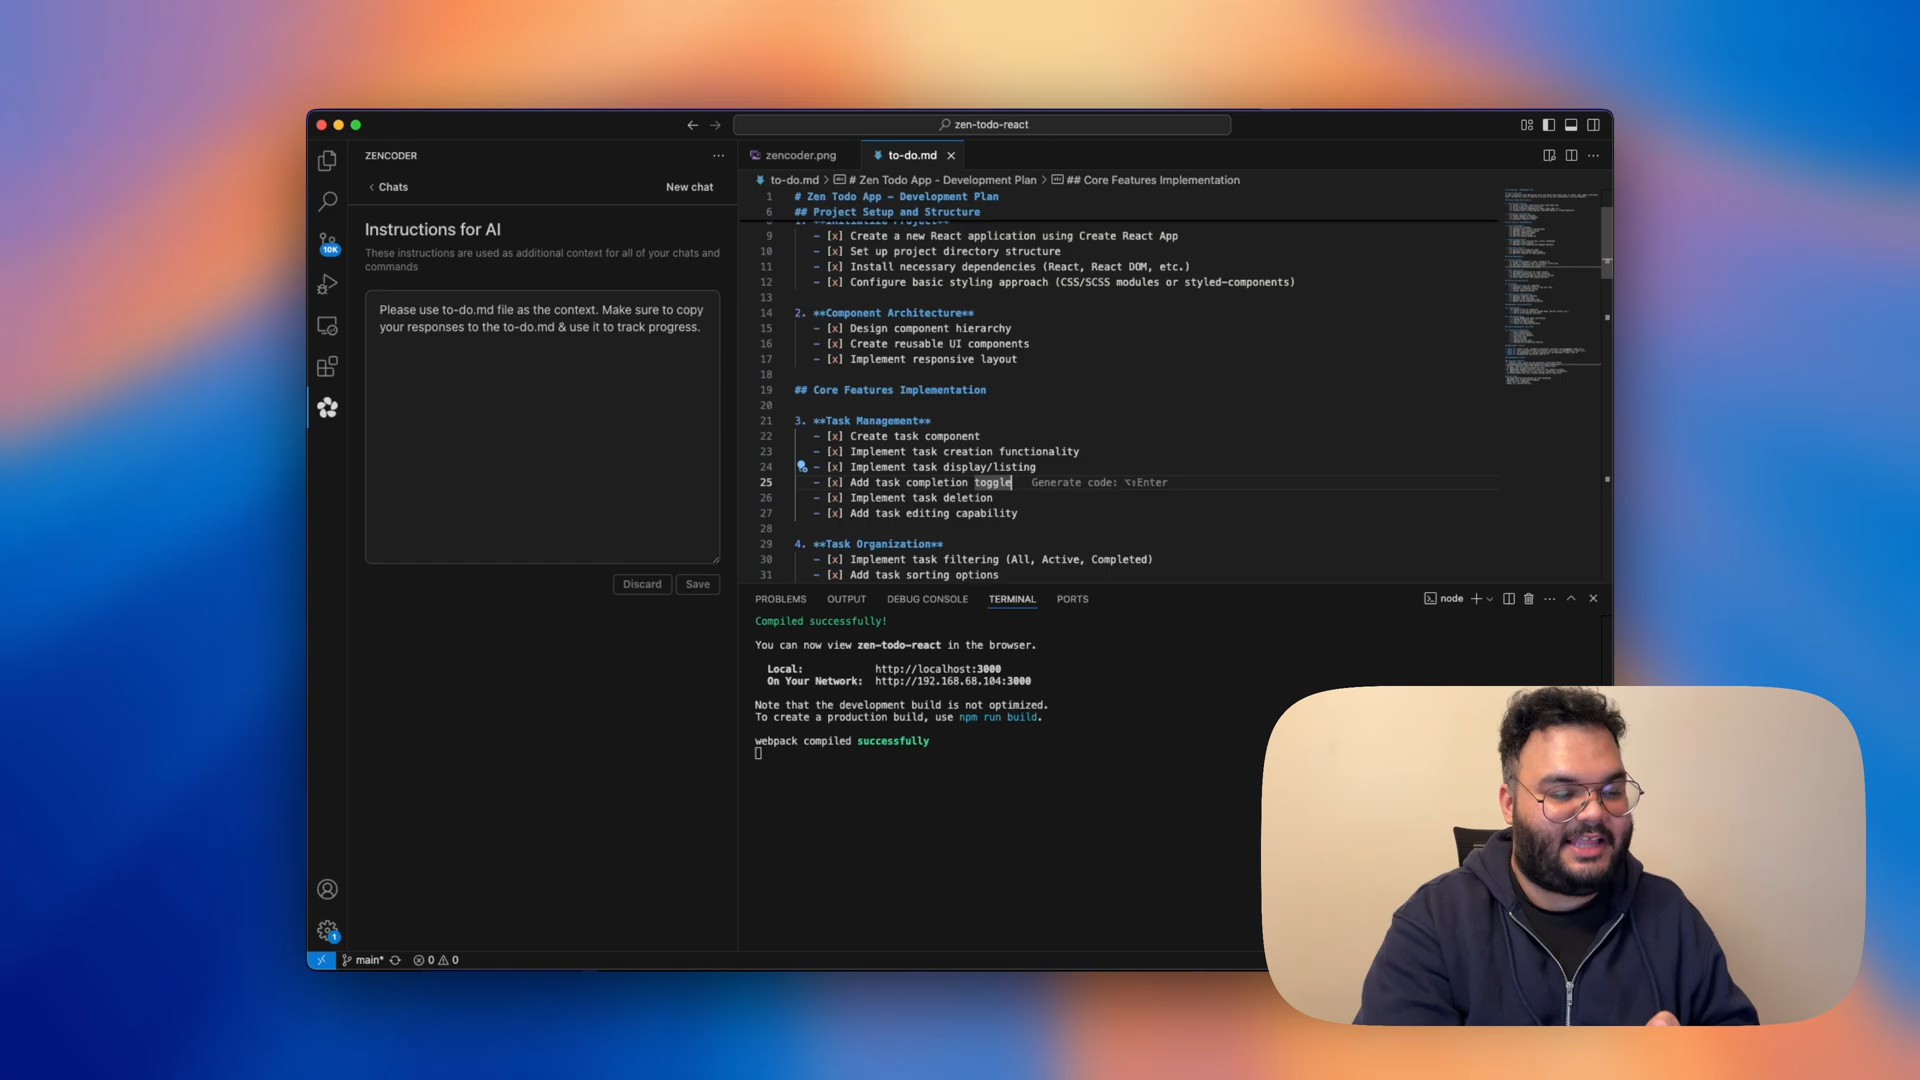 zen-todo-react
ZENCODER
Chats
New chat
Instructions for AI
These instructions are used as additional context for all of your chats and
commands
Please use to-do.md file as the context. Make sure to copy
your responses to the to-do.md & use it to track progress.
Discard
Save
10K
1
main*
0
0
zencoder.png
to-do.md
to-do.md > # Zen Todo App - Development Plan > ## Core Features Implementation
1 # Zen Todo App - Development Plan
6 ## Project Setup and Structure
1. **Initialize Project**
9 - [x] Create a new React application using Create React App
10 - [x] Set up project directory structure
11 - [x] Install necessary dependencies (React, React DOM, etc.)
12 - [x] Configure basic styling approach (CSS/SCSS modules or styled-components)
13
14 2. **Component Architecture**
15 - [x] Design component hierarchy
16 - [x] Create reusable UI components
17 - [x] Implement responsive layout
18
19 ## Core Features Implementation
20
21 3. **Task Management**
22 - [x] Create task component
23 - [x] Implement task creation functionality
24 - [x] Implement task display/listing
25 - [x] Add task completion toggle Generate code: ⌥⇧Enter
26 - [x] Implement task deletion
27 - [x] Add task editing capability
28
29 4. **Task Organization**
30 - [x] Implement task filtering (All, Active, Completed)
31 - [x] Add task sorting options
PROBLEMS OUTPUT DEBUG CONSOLE TERMINAL PORTS
node
Compiled successfully!
You can now view zen-todo-react in the browser.
Local: http://localhost:3000
On Your Network: http://192.168.68.104:3000
Note that the development build is not optimized.
To create a production build, use npm run build.
webpack compiled successfully